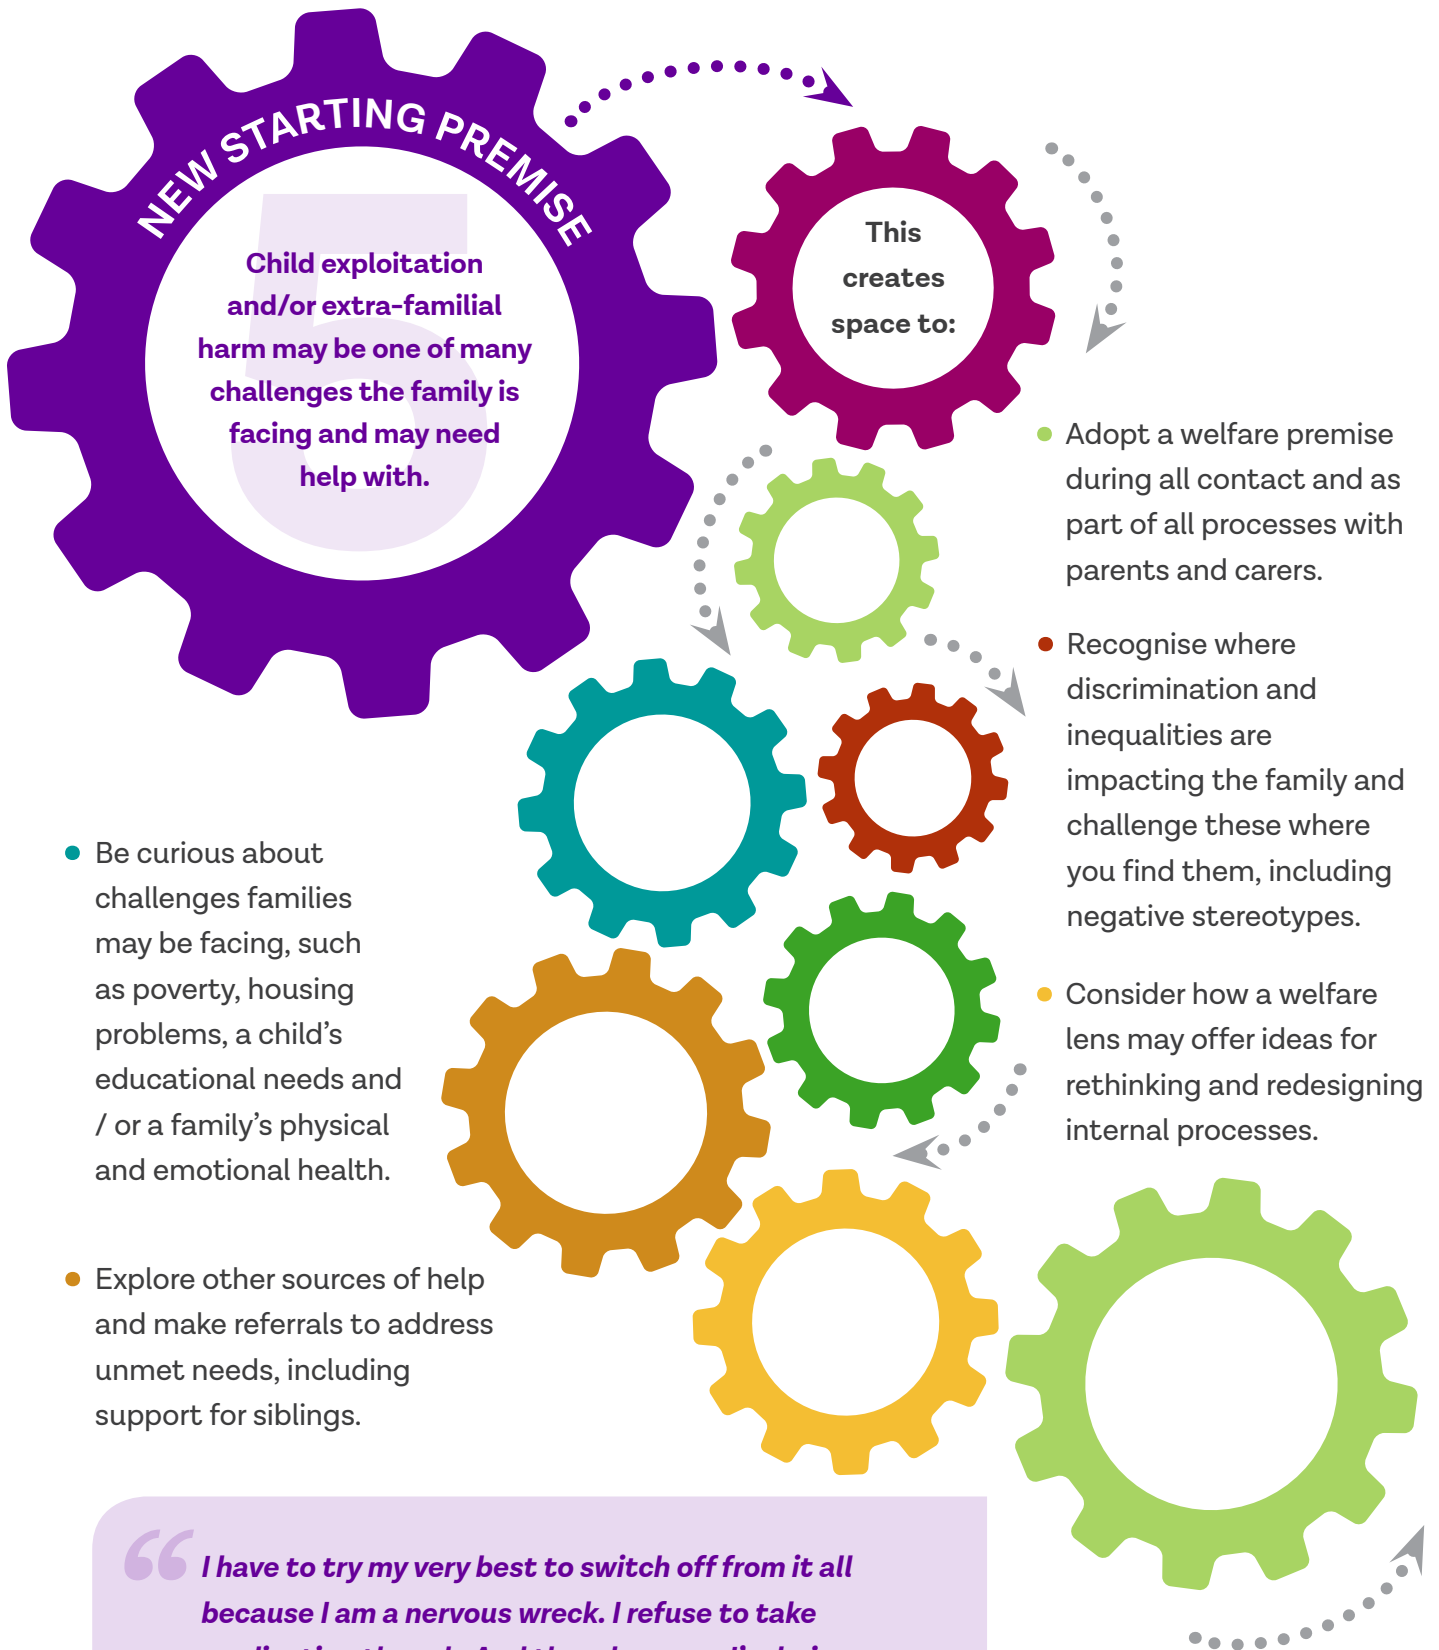 NEW STARTING PREMISE
5
Child exploitation
and/or extra-familial
harm may be one of many
challenges the family is
facing and may need
help with.
This
creates
space to:
Adopt a welfare premise
during all contact and as
part of all processes with
parents and carers.
Recognise where
discrimination and
inequalities are
impacting the family and
challenge these where
you find them, including
negative stereotypes.
Be curious about
challenges families
may be facing, such
as poverty, housing
problems, a child’s
educational needs and
/ or a family’s physical
and emotional health.
Consider how a welfare
lens may offer ideas for
rethinking and redesigning
internal processes.
Explore other sources of help
and make referrals to address
unmet needs, including
support for siblings.
“I have to try my very best to switch off from it all
because I am a nervous wreck. I refuse to take